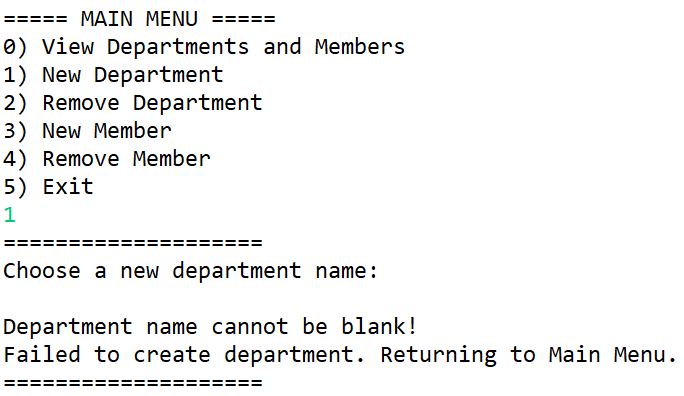 ===== MAIN MENU =====
0) View Departments and Members
1) New Department
2) Remove Department
3) New Member
4) Remove Member
5) Exit
1
====================
Choose a new department name:

Department name cannot be blank!
Failed to create department. Returning to Main Menu.
====================